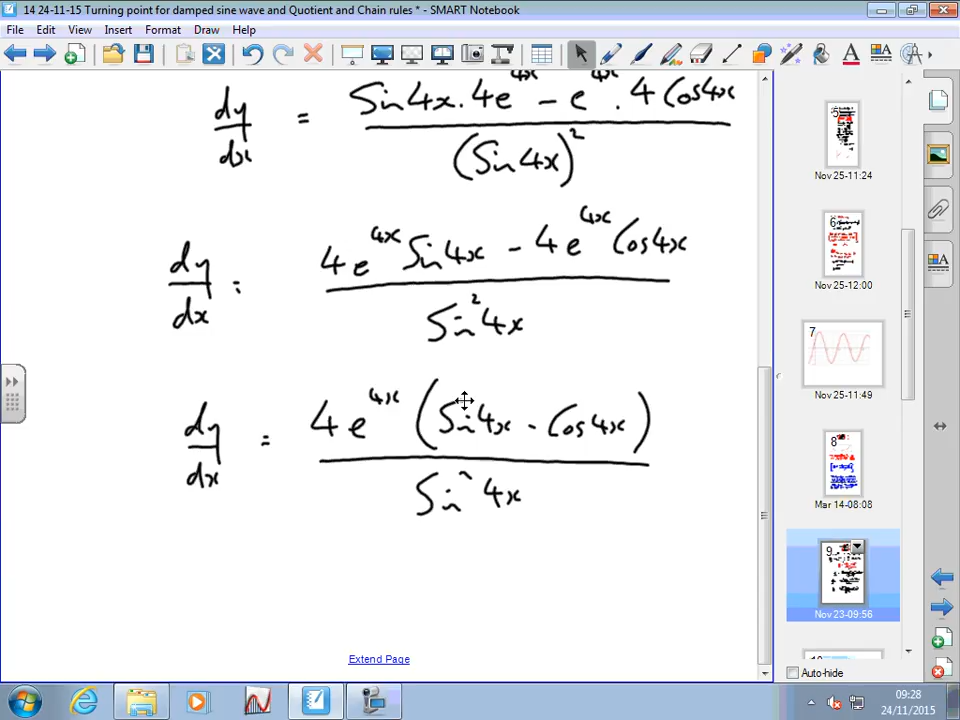 14 24-11-15 Turning point for damped sine wave and Quotient and Chain rules * - SMART Notebook
File Edit View Insert Format Draw Help
dy/dx = (Sin4x.4e^4x - e^4x.4Cos4x) / (Sin4x)^2
dy/dx = (4e^4x Sin4x - 4e^4x Cos4x) / Sin^2 4x
dy/dx = 4e^4x (Sin4x - Cos4x) / Sin^2 4x
Extend Page
5
Nov 25-11:24
6
Nov 25-12:00
7
Nov 25-11:49
8
Mar 14-08:08
9
Nov 23-09:56
10
Auto-hide
09:28
24/11/2015